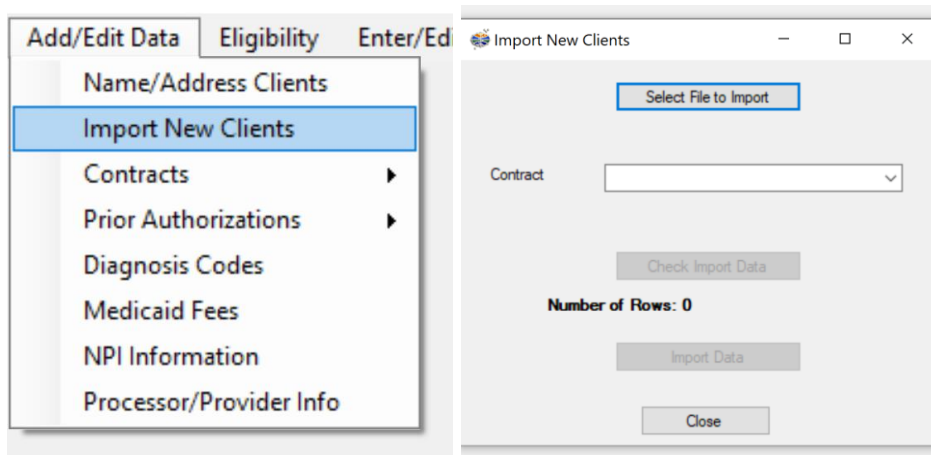 Add/Edit Data Eligibility Enter/Edi
Name/Address Clients
Import New Clients
Contracts
Prior Authorizations
Diagnosis Codes
Medicaid Fees
NPI Information
Processor/Provider Info
Import New Clients
Select File to Import
Contract
Check Import Data
Number of Rows: 0
Import Data
Close